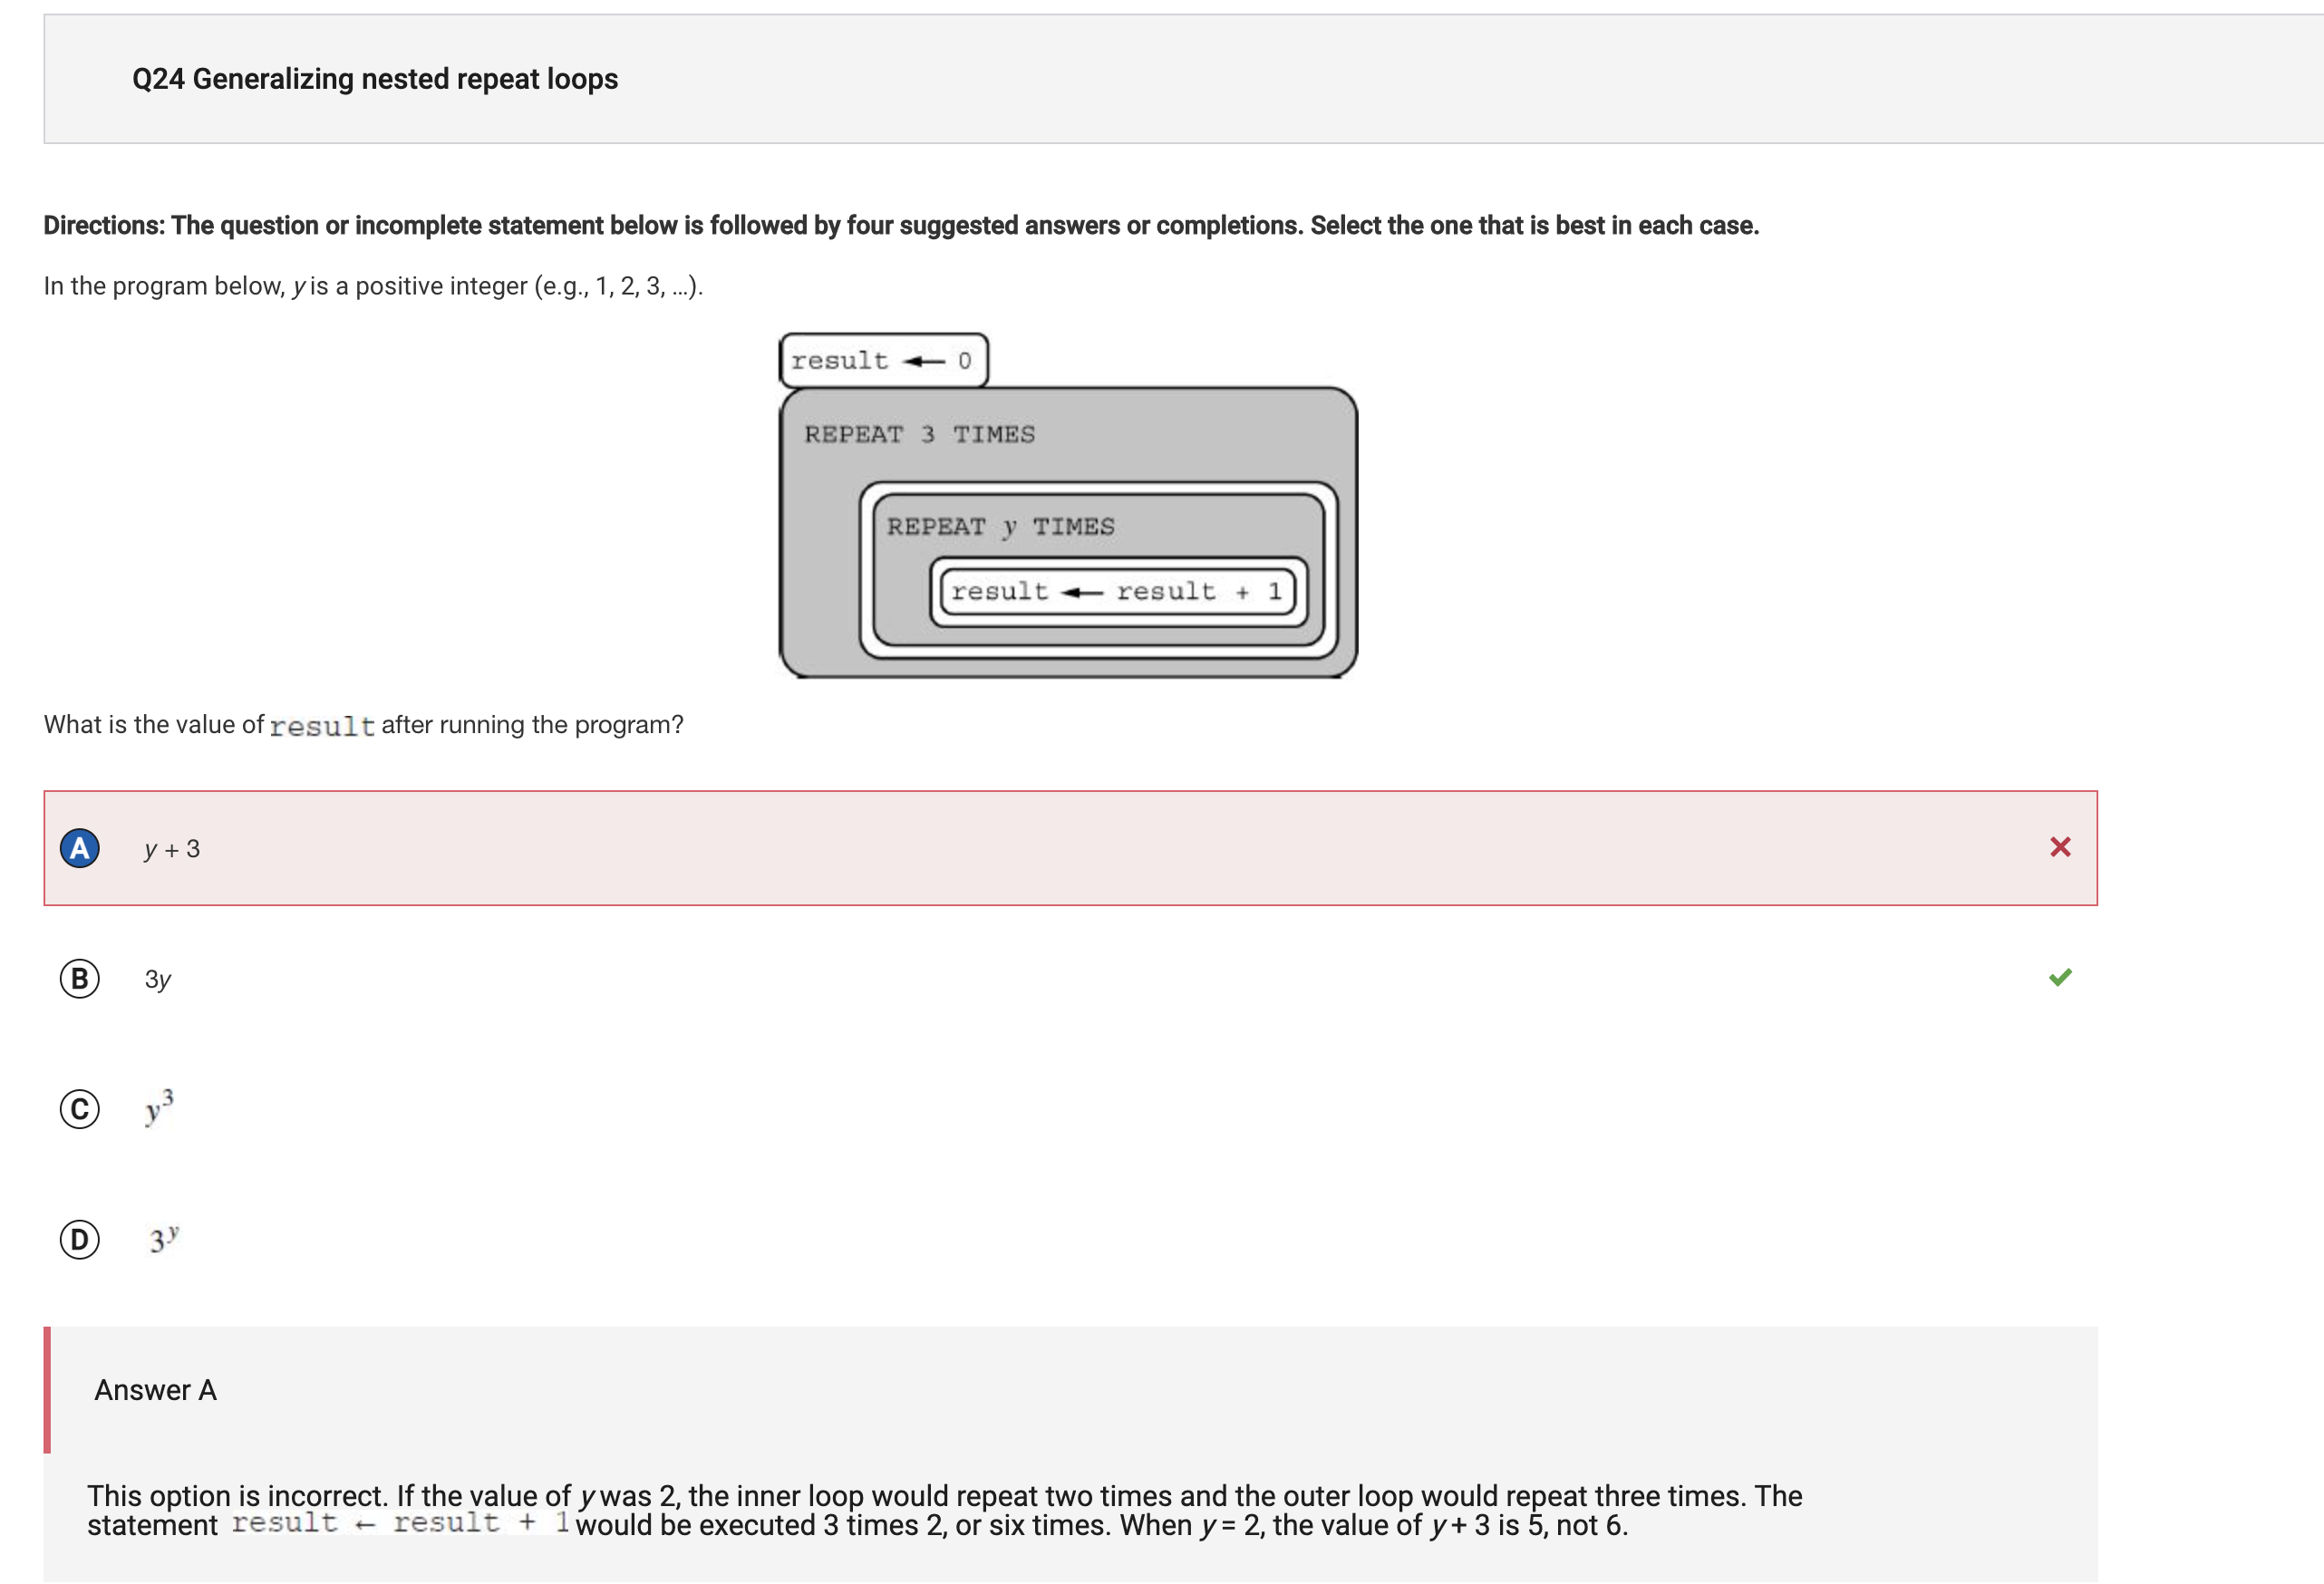 Q24 Generalizing nested repeat loops
Directions: The question or incomplete statement below is followed by four suggested answers or completions. Select the one that is best in each case.
In the program below, y is a positive integer (e.g., 1, 2, 3, ...).
result ← 0
REPEAT 3 TIMES
REPEAT y TIMES
result ← result + 1
What is the value of result after running the program?
A y + 3
B 3y
C y³
D 3ʸ
Answer A
This option is incorrect. If the value of y was 2, the inner loop would repeat two times and the outer loop would repeat three times. The
statement result ← result + 1 would be executed 3 times 2, or six times. When y = 2, the value of y + 3 is 5, not 6.